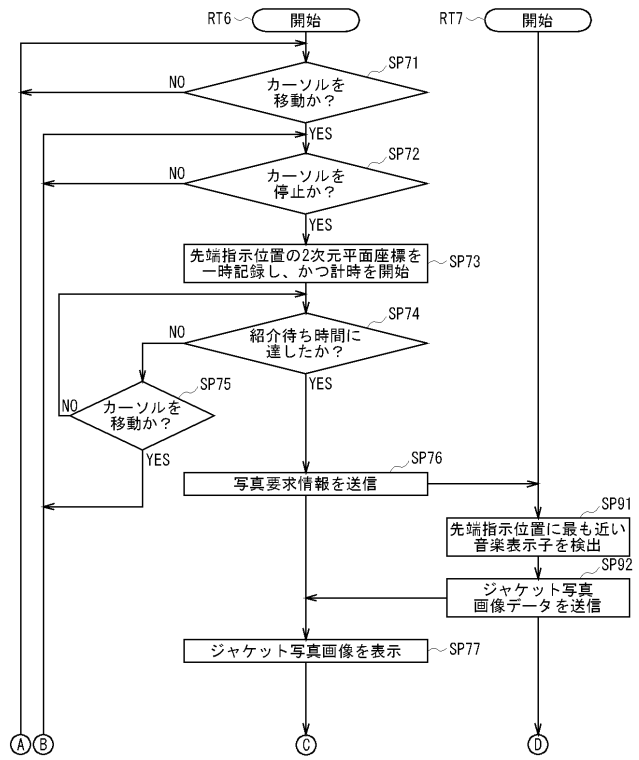 RT6
開始
RT7
開始
SP71
NO
カーソルを
移動か?
YES
SP72
NO
カーソルを
停止か?
YES
先端指示位置の2次元平面座標を
一時記録し、かつ計時を開始
SP73
SP74
NO
紹介待ち時間に
達したか?
YES
SP75
NO
カーソルを
移動か?
YES
SP76
写真要求情報を送信
SP91
先端指示位置に最も近い
音楽表示子を検出
SP92
ジャケット写真
画像データを送信
ジャケット写真画像を表示
SP77
A
B
C
D